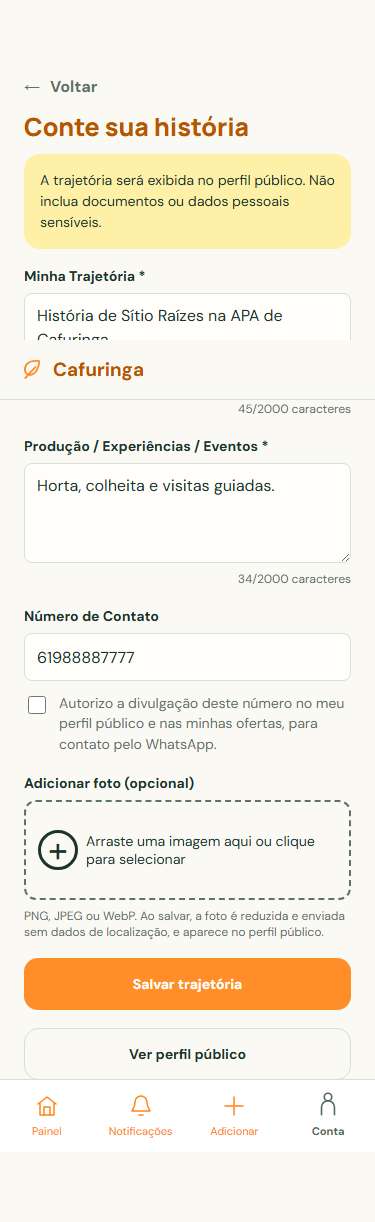 ← Voltar
Conte sua história
A trajetória será exibida no perfil público. Não
inclua documentos ou dados pessoais
sensíveis.
Minha Trajetória *
História de Sítio Raízes na APA de
Cafuringa
Cafuringa
45/2000 caracteres
Produção / Experiências / Eventos *
Horta, colheita e visitas guiadas.
34/2000 caracteres
Número de Contato
61988887777
Autorizo a divulgação deste número no meu
perfil público e nas minhas ofertas, para
contato pelo WhatsApp.
Adicionar foto (opcional)
Arraste uma imagem aqui ou clique
para selecionar
PNG, JPEG ou WebP. Ao salvar, a foto é reduzida e enviada
sem dados de localização, e aparece no perfil público.
Salvar trajetória
Ver perfil público
Painel
Notificações
Adicionar
Conta